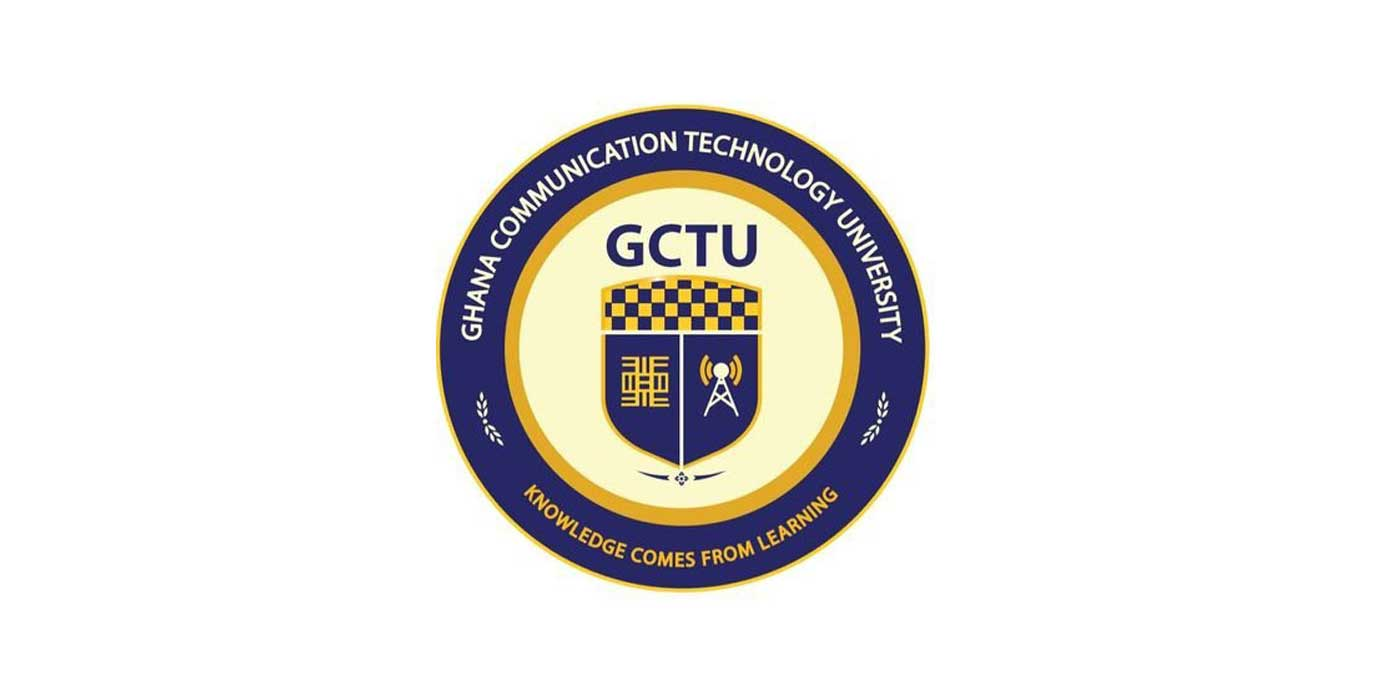 GHANA COMMUNICATION TECHNOLOGY UNIVERSITY
GCTU
KNOWLEDGE COMES FROM LEARNING